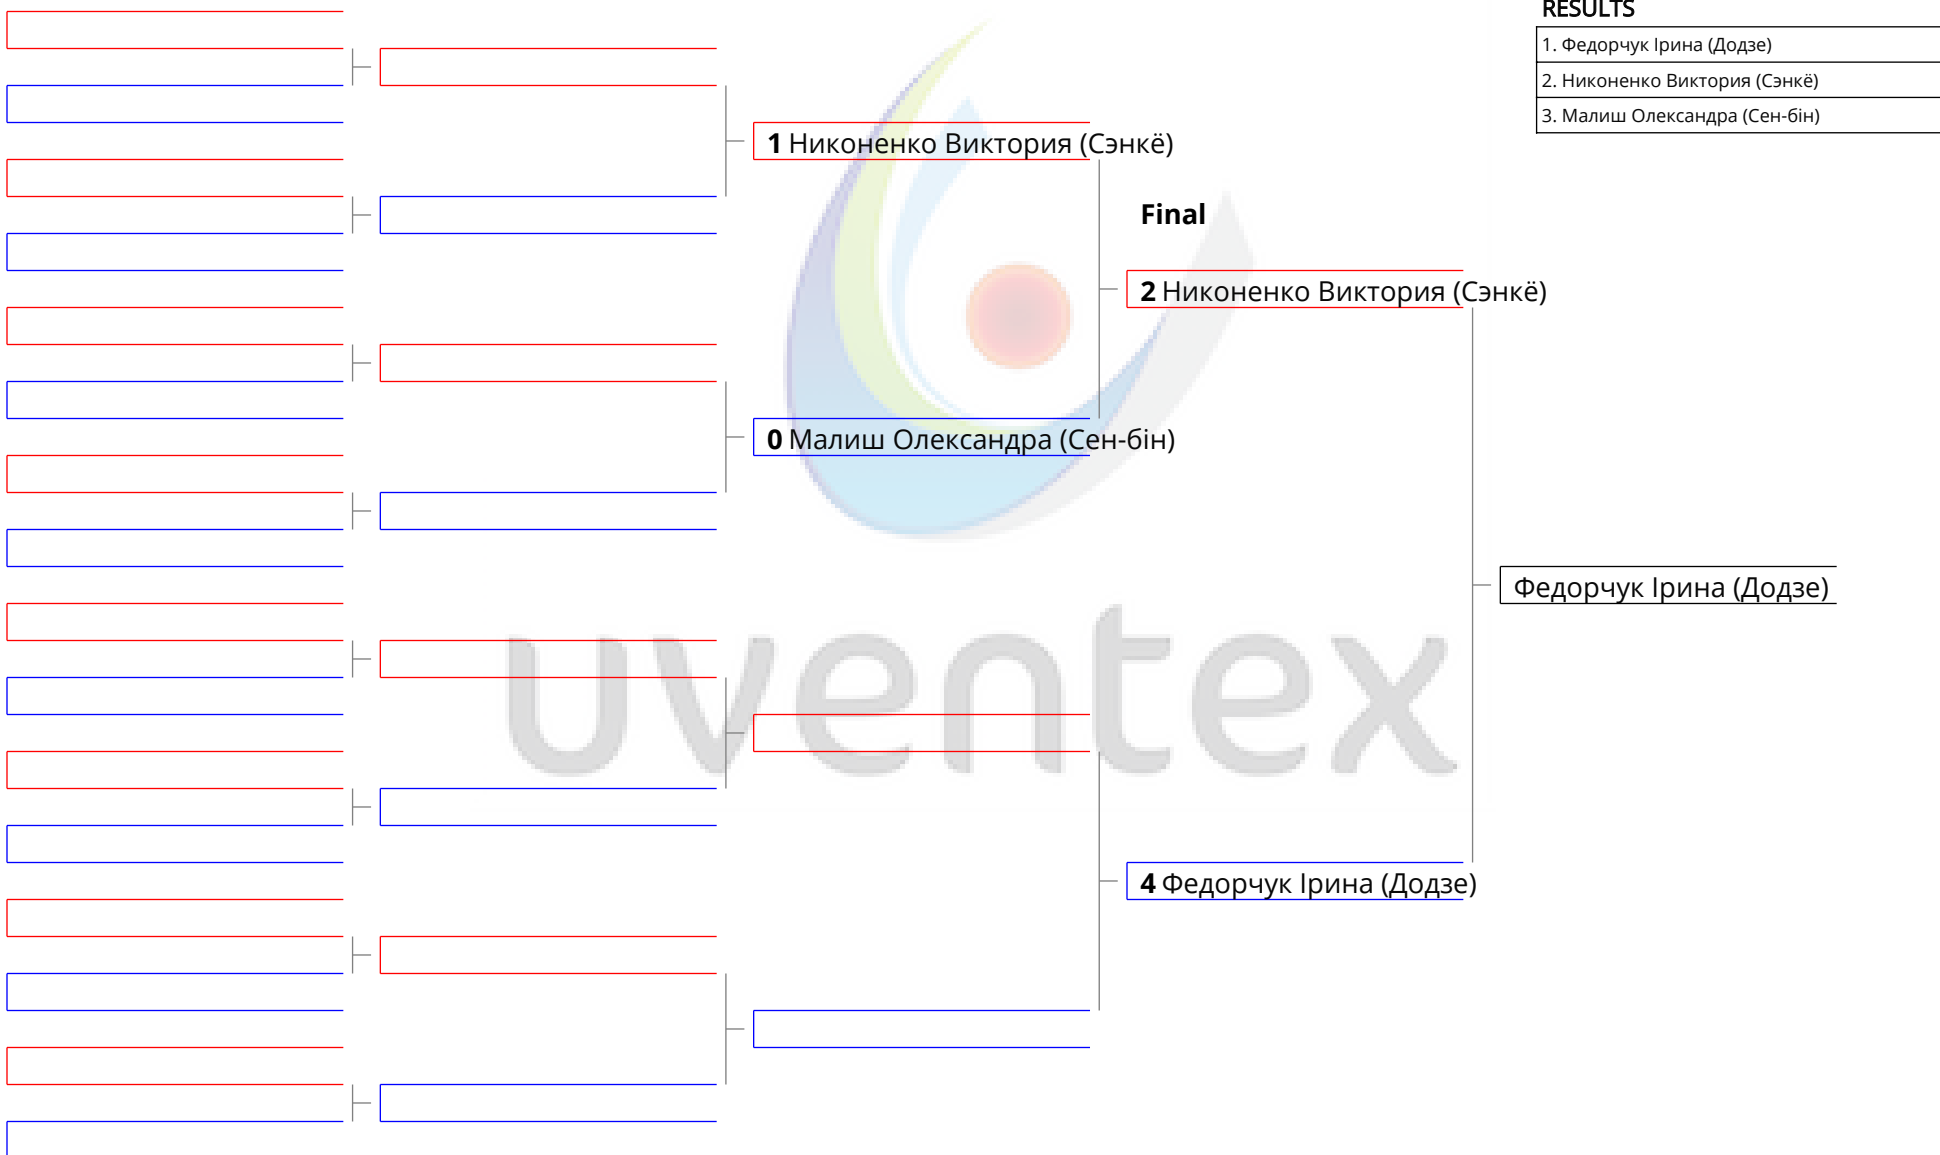 RESULTS
1. Федорчук Ірина (Додзе)
2. Никоненко Виктория (Сэнкё)
3. Малиш Олександра (Сен-бін)
1 Никоненко Виктория (Сэнкё)
Final
2 Никоненко Виктория (Сэнкё)
0 Малиш Олександра (Сен-бін)
Федорчук Ірина (Додзе)
uventex
4 Федорчук Ірина (Додзе)